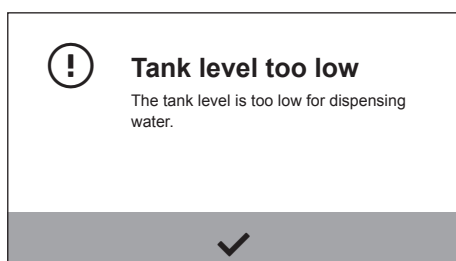 Tank level too low
The tank level is too low for dispensing
water.